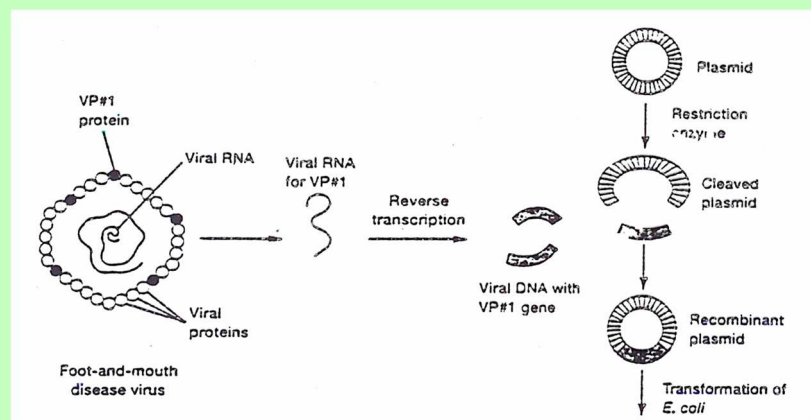 VP#1
protein
Viral RNA
Viral RNA
for VP#1
Reverse
transcription
Viral
proteins
Foot-and-mouth
disease virus
Viral DNA with
VP#1 gene
Plasmid
Restriction
enzyme
Cleaved
plasmid
Recombinant
plasmid
Transformation of
E. coli